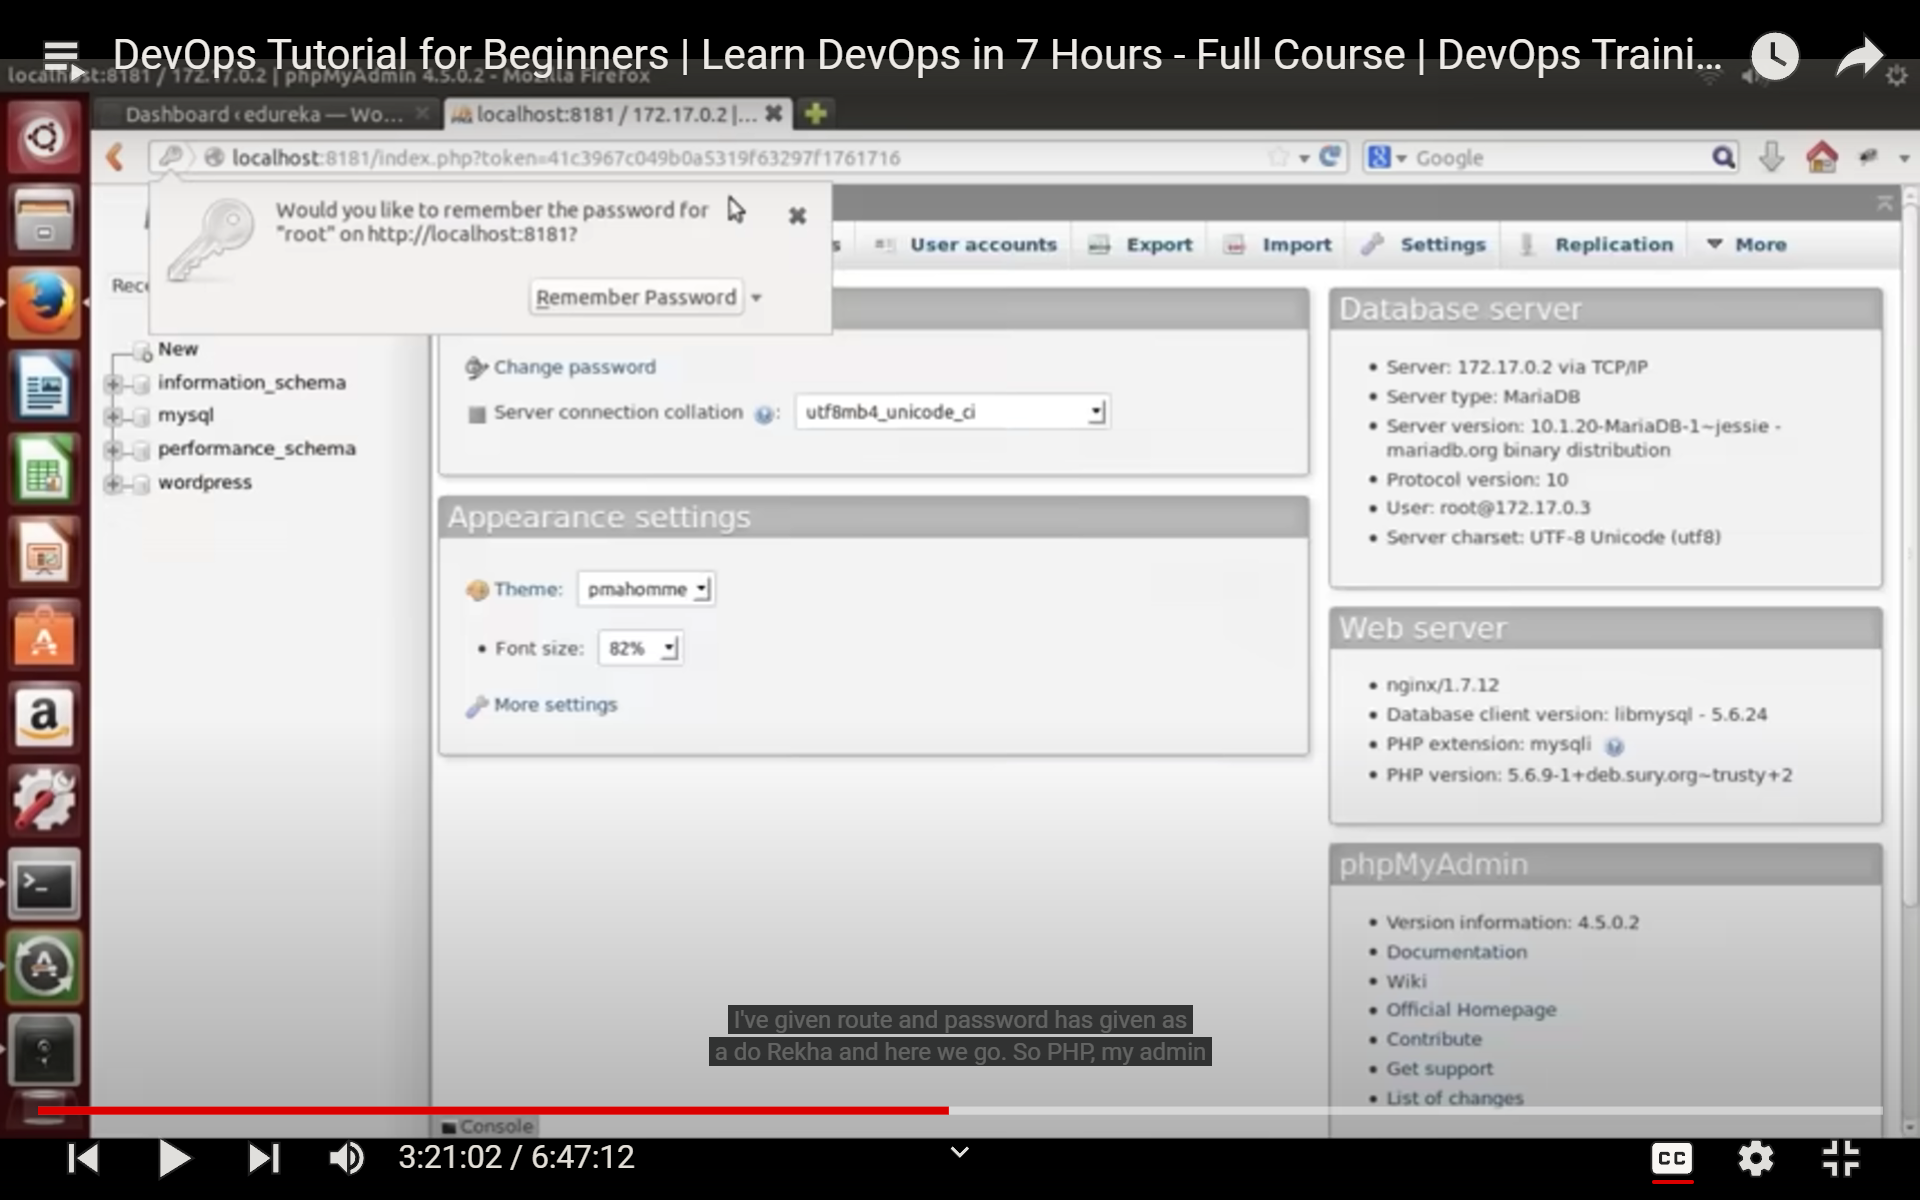 DevOps Tutorial for Beginners | Learn DevOps in 7 Hours - Full Course | DevOps Traini...
localhost:8181 / 172.17.0.2 | phpMyAdmin 4.5.0.2 - Mozilla Firefox
Dashboard ‹ edureka — Wo...
localhost:8181 / 172.17.0.2 |...
localhost:8181/index.php?token=41c3967c049b0a5319f63297f1761716
Google
Would you like to remember the password for
"root" on http://localhost:8181?
Remember Password
s
User accounts
Export
Import
Settings
Replication
More
Rece
New
information_schema
mysql
performance_schema
wordpress
Change password
Server connection collation
:
utf8mb4_unicode_ci
Appearance settings
Theme:
pmahomme
Font size:
82%
More settings
Database server
Server: 172.17.0.2 via TCP/IP
Server type: MariaDB
Server version: 10.1.20-MariaDB-1~jessie -
mariadb.org binary distribution
Protocol version: 10
User: root@172.17.0.3
Server charset: UTF-8 Unicode (utf8)
Web server
nginx/1.7.12
Database client version: libmysql - 5.6.24
PHP extension: mysqli
PHP version: 5.6.9-1+deb.sury.org~trusty+2
phpMyAdmin
Version information: 4.5.0.2
Documentation
Wiki
Official Homepage
Contribute
Get support
List of changes
Console
I've given route and password has given as
a do Rekha and here we go. So PHP, my admin
3:21:02 / 6:47:12
CC